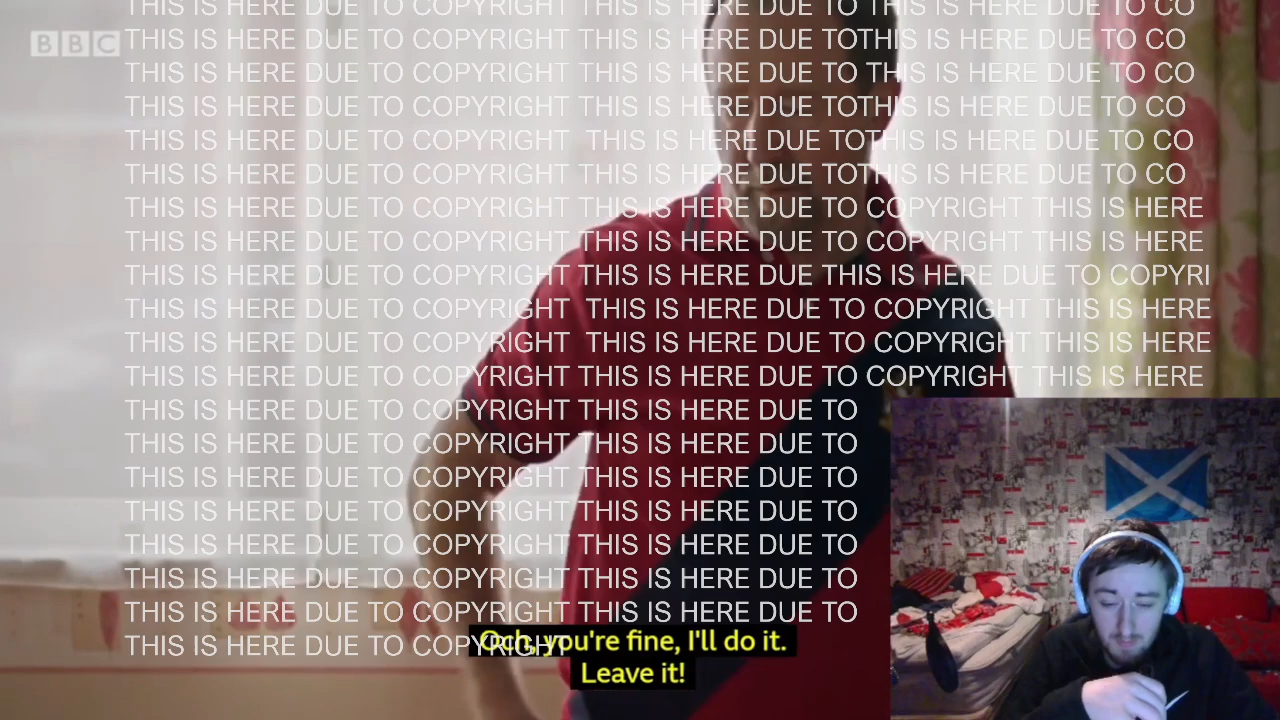 THIS IS HERE DUE TO COPYRIGHT THIS IS HERE DUE TO THIS IS HERE DUE TO CO
BBC
THIS IS HERE DUE TO COPYRIGHT THIS IS HERE DUE TOTHIS IS HERE DUE TO CO
THIS IS HERE DUE TO COPYRIGHT THIS IS HERE DUE TO THIS IS HERE DUE TO CO
THIS IS HERE DUE TO COPYRIGHT THIS IS HERE DUE TOTHIS IS HERE DUE TO CO
THIS IS HERE DUE TO COPYRIGHT THIS IS HERE DUE TOTHIS IS HERE DUE TO CO
THIS IS HERE DUE TO COPYRIGHT THIS IS HERE DUE TOTHIS IS HERE DUE TO CO
THIS IS HERE DUE TO COPYRIGHT THIS IS HERE DUE TO COPYRIGHT THIS IS HERE
THIS IS HERE DUE TO COPYRIGHT THIS IS HERE DUE TO COPYRIGHT THIS IS HERE
THIS IS HERE DUE TO COPYRIGHT THIS IS HERE DUE THIS IS HERE DUE TO COPYRI
THIS IS HERE DUE TO COPYRIGHT THIS IS HERE DUE TO COPYRIGHT THIS IS HERE
THIS IS HERE DUE TO COPYRIGHT THIS IS HERE DUE TO COPYRIGHT THIS IS HERE
THIS IS HERE DUE TO COPYRIGHT THIS IS HERE DUE TO COPYRIGHT THIS IS HERE
THIS IS HERE DUE TO COPYRIGHT THIS IS HERE DUE TO
THIS IS HERE DUE TO COPYRIGHT THIS IS HERE DUE TO
THIS IS HERE DUE TO COPYRIGHT THIS IS HERE DUE TO
THIS IS HERE DUE TO COPYRIGHT THIS IS HERE DUE TO
THIS IS HERE DUE TO COPYRIGHT THIS IS HERE DUE TO
THIS IS HERE DUE TO COPYRIGHT THIS IS HERE DUE TO
THIS IS HERE DUE TO COPYRIGHT THIS IS HERE DUE TO
THIS IS HERE DUE TO COPYRIGHT
Och, you're fine, I'll do it.
Leave it!